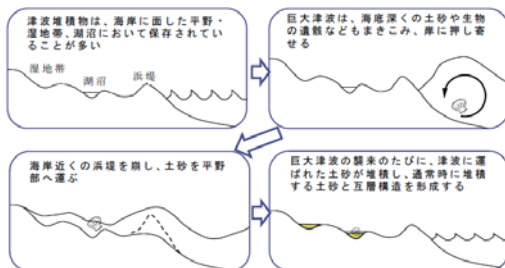 津波堆積物は、海岸に面した平野・
湿地帯、湖沼において保存されてい
ることが多い
湿地帯
湖沼
浜堤
巨大津波は、海底深くの土砂や生物
の遺骸などもまきこみ、岸に押し寄
せる
海岸近くの浜堤を崩し、土砂を平野
部へ運ぶ
巨大津波の襲来のたびに、津波に運
ばれた土砂が堆積し、通常時に堆積
する土砂と互層構造を形成する